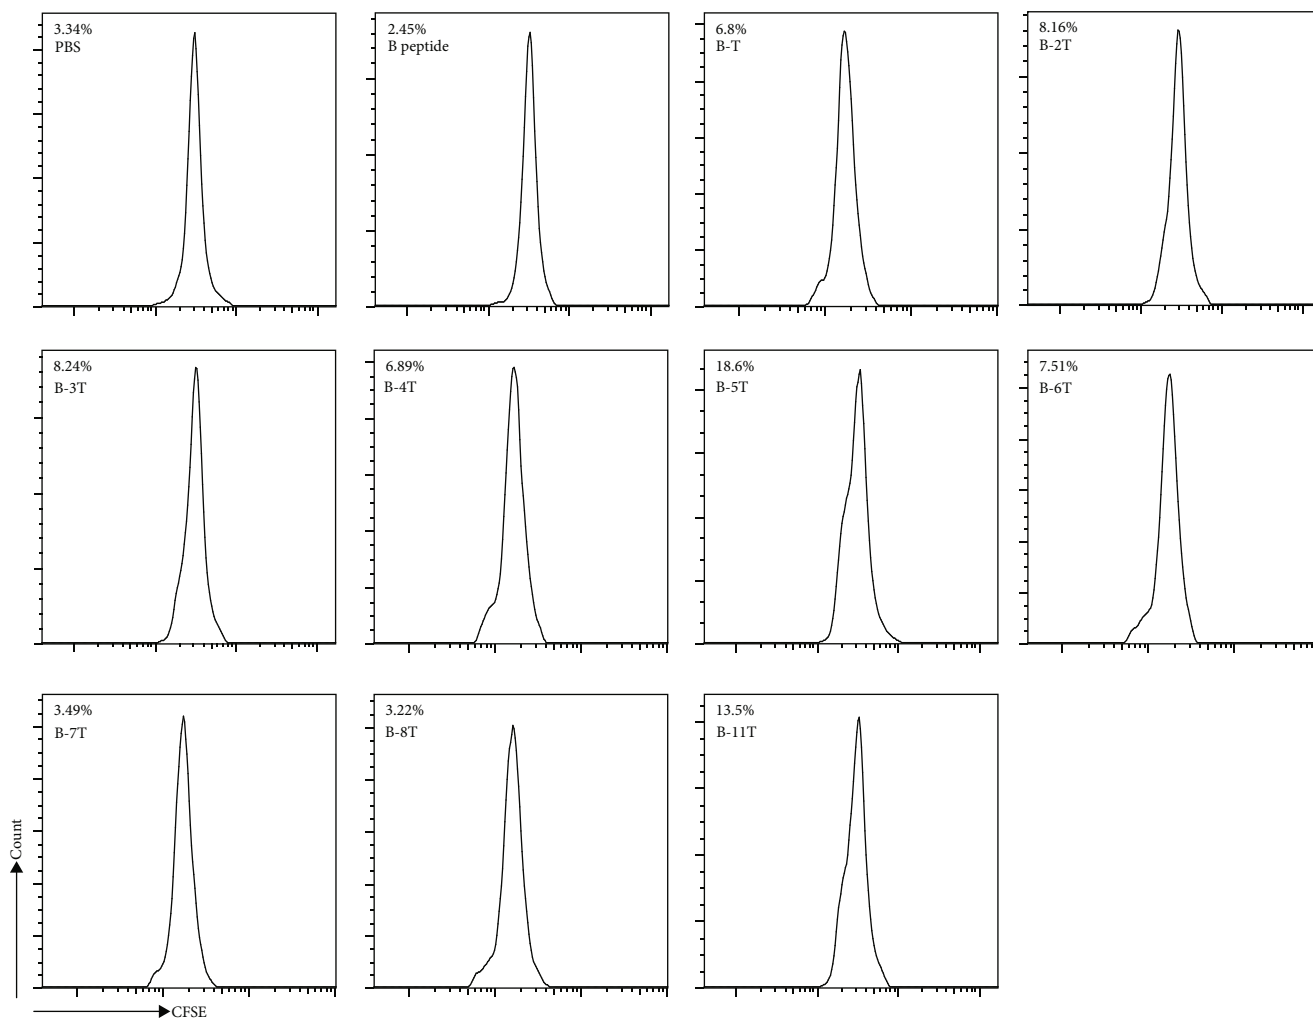 3.34%
PBS
2.45%
B peptide
6.8%
B-T
8.16%
B-2T
8.24%
B-3T
6.89%
B-4T
18.6%
B-5T
7.51%
B-6T
3.49%
B-7T
3.22%
B-8T
13.5%
B-11T
Count
CFSE